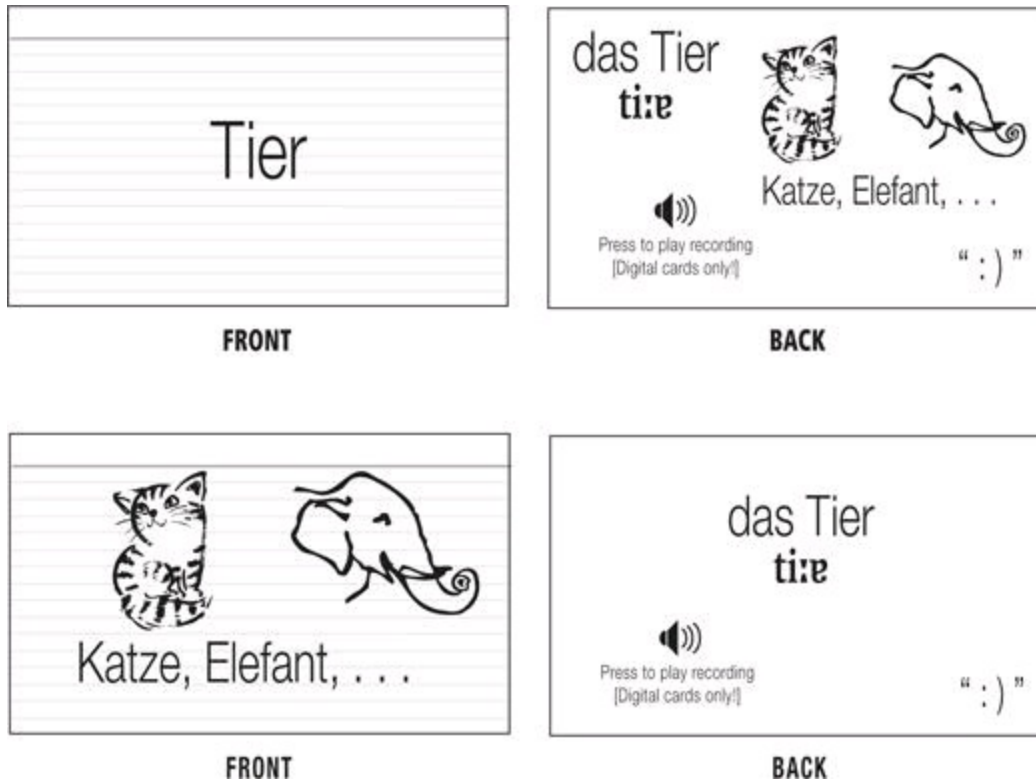 Tier
das Tier
tiːɐ
Katze, Elefant, . . .
Press to play recording
[Digital cards only!]
“ : ) ”
FRONT
BACK
Katze, Elefant, . . .
das Tier
tiːɐ
Press to play recording
[Digital cards only!]
“ : ) ”
FRONT
BACK